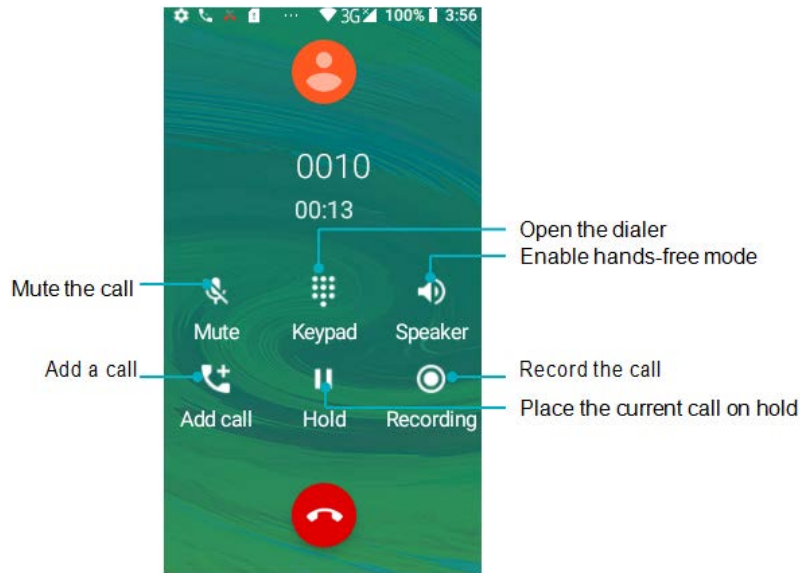 3G 100% 3:56
0010
00:13
Open the dialer
Enable hands-free mode
Mute the call
Mute Keypad Speaker
Add a call
Record the call
Place the current call on hold
Add call Hold Recording